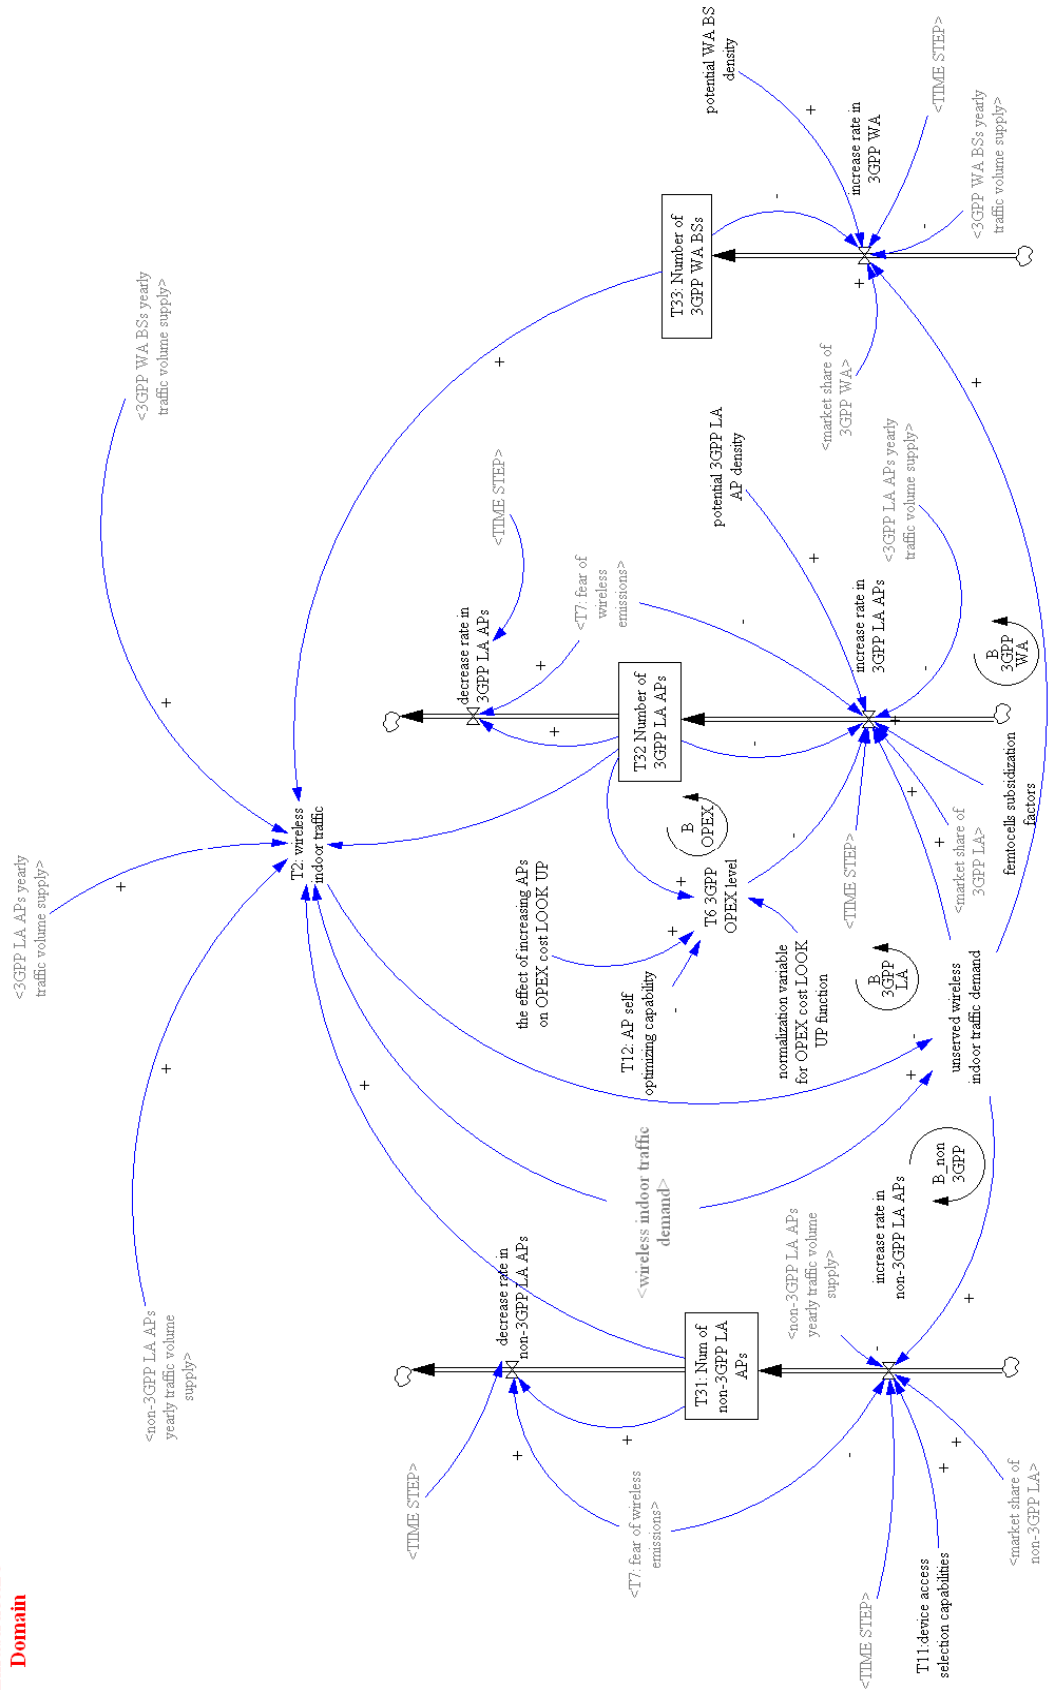 Domain
<3GPP LA APs yearly
traffic volume supply>
<non-3GPP LA APs
yearly traffic volume
supply>
<3GPP WA BSs yearly
traffic volume supply>
+
+
+
T2: wireless
indoor traffic
+
+
<TIME STEP>
decrease rate in
non-3GPP LA APs
decrease rate in
3GPP LA APs
<TIME STEP>
+
+
+
+
<T7: fear of wireless
emissions>
<T7: fear of
wireless
emissions>
the effect of increasing APs
on OPEX cost LOOK UP
T12: AP self
optimizing capability
<wireless indoor traffic
demand>
T31: Num of
non-3GPP LA
APs
T32 Number of
3GPP LA APs
T33: Number of
3GPP WA BSs
+
-
+
B
OPEX
T6 3GPP
OPEX level
normalization variable
for OPEX cost LOOK
UP function
potential 3GPP LA
AP density
potential WA BS
density
-
-
-
-
+
+
<non-3GPP LA APs
yearly traffic volume
supply>
<TIME STEP>
<market share of
3GPP WA>
-
-
increase rate in
non-3GPP LA APs
increase rate in
3GPP LA APs
increase rate in
3GPP WA
+
+
B
3GPP
LA
<3GPP LA APs yearly
traffic volume supply>
<TIME STEP>
<TIME STEP>
T11:device access
selection capabilities
+
-
+
-
-
B_non
3GPP
unserved wireless
indoor traffic demand
+
+
<market share of
3GPP LA>
<3GPP WA BSs yearly
traffic volume supply>
+
+
+
B
3GPP
WA
<market share of
non-3GPP LA>
femtocells subsidization
factors